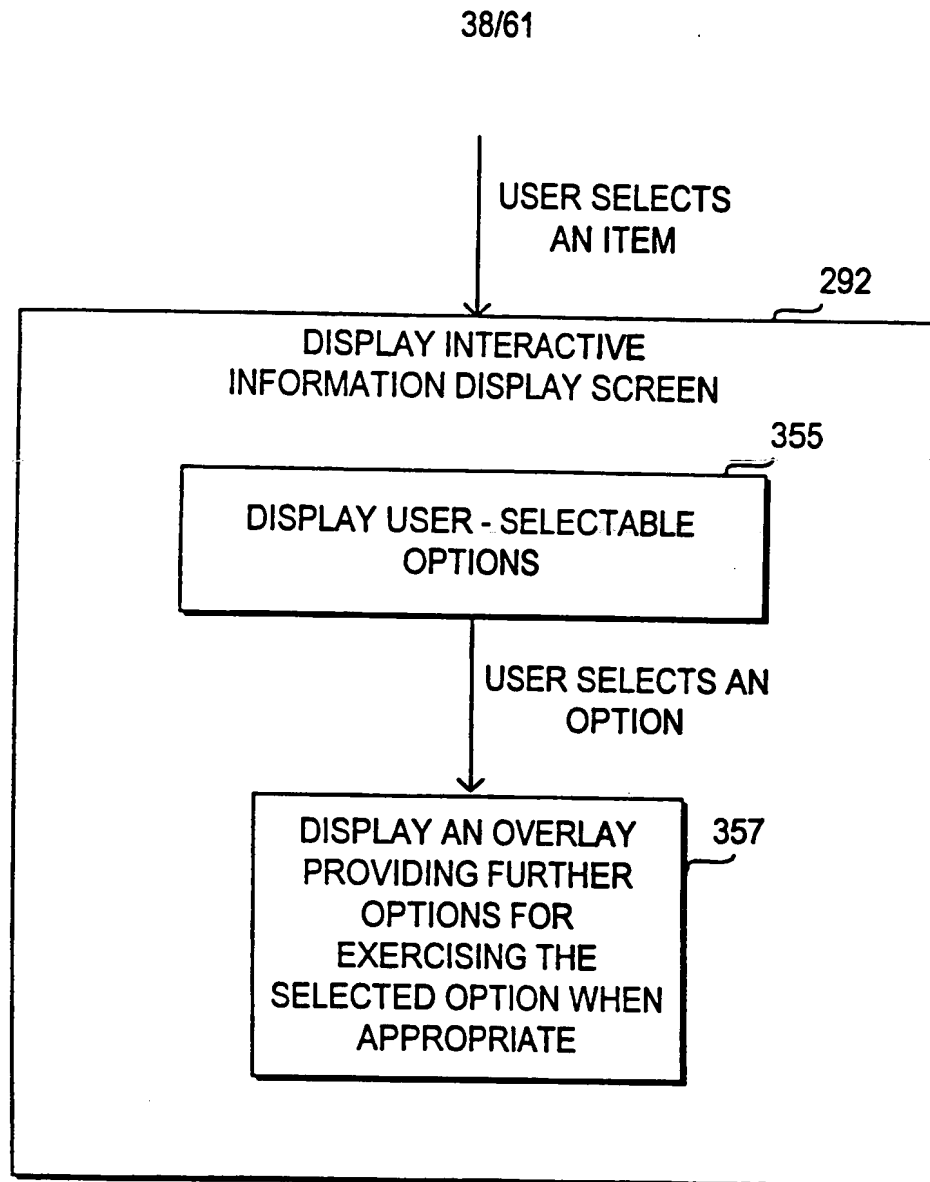 38/61
USER SELECTS
AN ITEM
292
DISPLAY INTERACTIVE
INFORMATION DISPLAY SCREEN
355
DISPLAY USER - SELECTABLE
OPTIONS
USER SELECTS AN
OPTION
DISPLAY AN OVERLAY
PROVIDING FURTHER
OPTIONS FOR
EXERCISING THE
SELECTED OPTION WHEN
APPROPRIATE
357